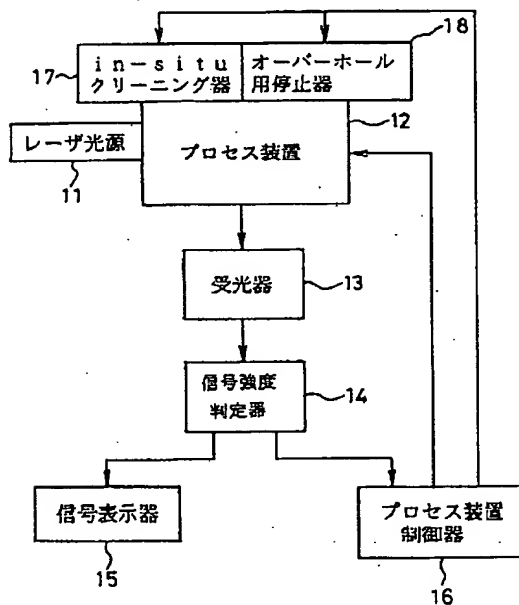 18
17
in-situ
クリーニング器
オーバーホール
用停止器
12
レーザ光源
11
プロセス装置
受光器
13
信号強度
判定器
14
信号表示器
15
プロセス装置
制御器
16